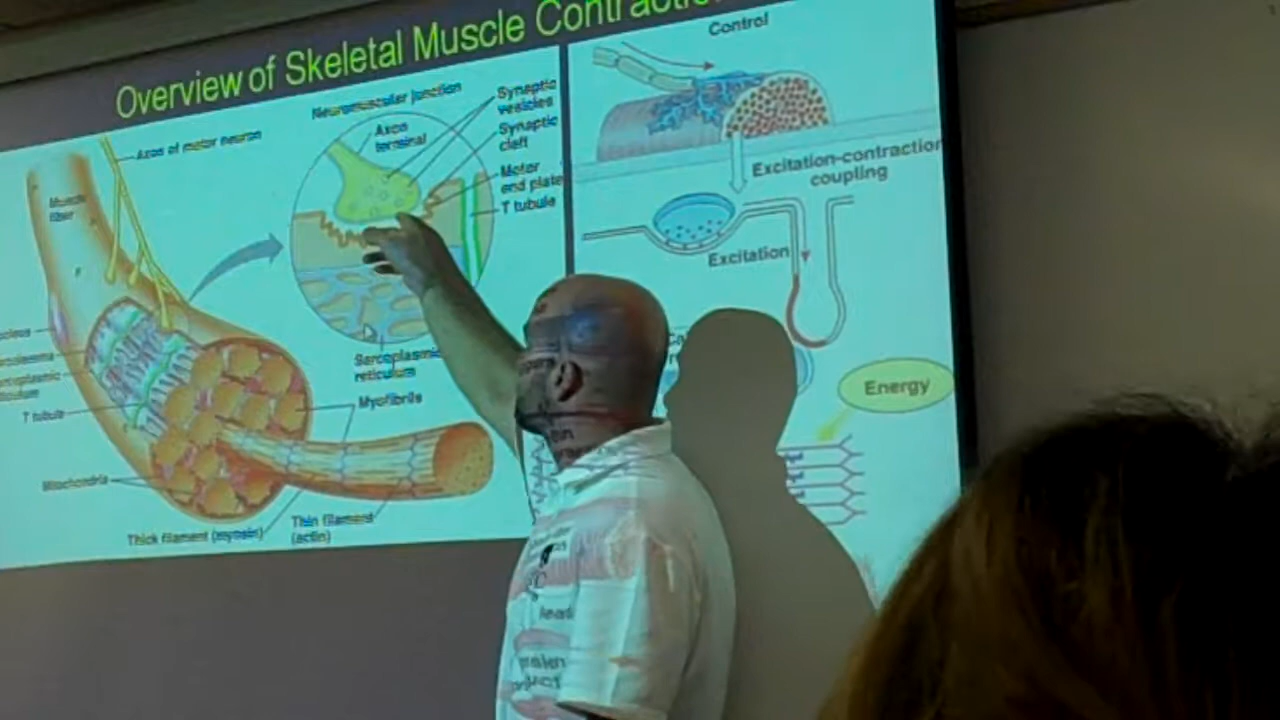 Overview of Skeletal Muscle
Control
Neuromuscular junction
Synaptic
vesicles
Axon
terminal
Synaptic
cleft
Axon of motor neuron
Motor
end plate
T tubule
Muscle
fiber
Excitation-contraction
coupling
Excitation
Sarcoplasmic
reticulum
Energy
T tubule
Myofibrils
Mitochondria
Thick filament (myosin)
Thin filament
(actin)